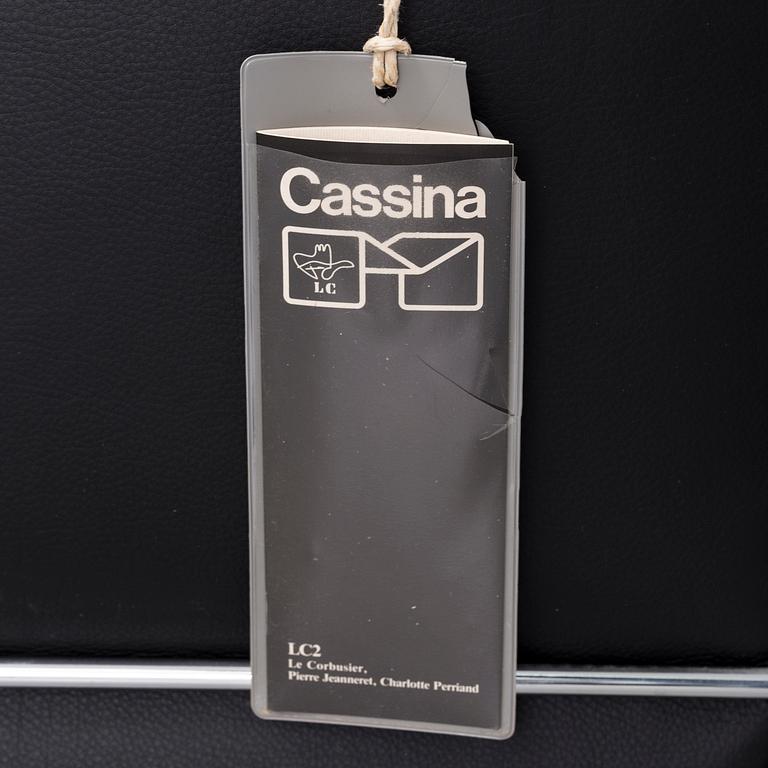 Cassina
LC
LC2
Le Corbusier,
Pierre Jeanneret, Charlotte Perriand